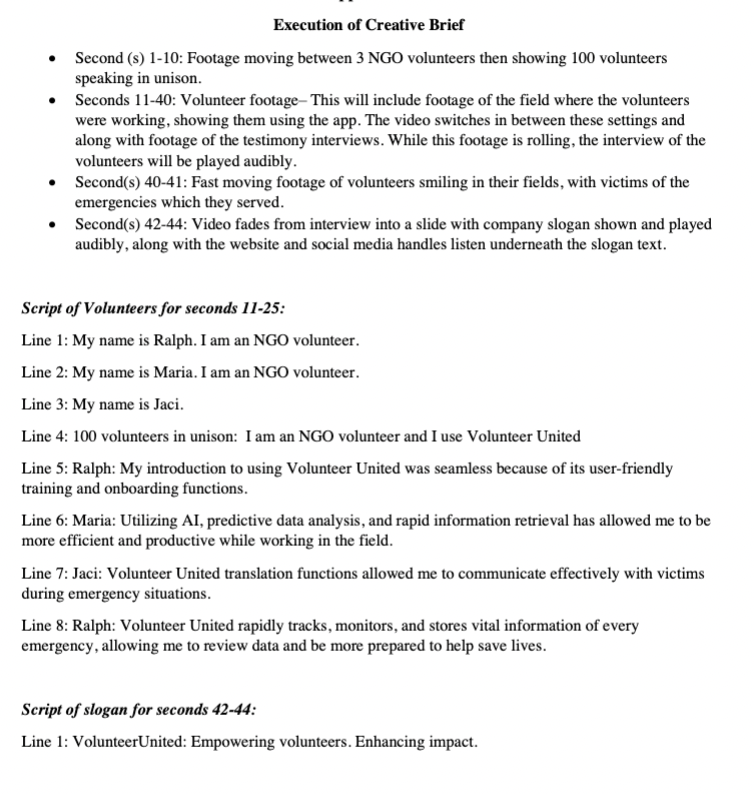 Execution of Creative Brief
• Second (s) 1-10: Footage moving between 3 NGO volunteers then showing 100 volunteers
speaking in unison.
• Seconds 11-40: Volunteer footage– This will include footage of the field where the volunteers
were working, showing them using the app. The video switches in between these settings and
along with footage of the testimony interviews. While this footage is rolling, the interview of the
volunteers will be played audibly.
• Second(s) 40-41: Fast moving footage of volunteers smiling in their fields, with victims of the
emergencies which they served.
• Second(s) 42-44: Video fades from interview into a slide with company slogan shown and played
audibly, along with the website and social media handles listen underneath the slogan text.
Script of Volunteers for seconds 11-25:
Line 1: My name is Ralph. I am an NGO volunteer.
Line 2: My name is Maria. I am an NGO volunteer.
Line 3: My name is Jaci.
Line 4: 100 volunteers in unison:  I am an NGO volunteer and I use Volunteer United
Line 5: Ralph: My introduction to using Volunteer United was seamless because of its user-friendly
training and onboarding functions.
Line 6: Maria: Utilizing AI, predictive data analysis, and rapid information retrieval has allowed me to be
more efficient and productive while working in the field.
Line 7: Jaci: Volunteer United translation functions allowed me to communicate effectively with victims
during emergency situations.
Line 8: Ralph: Volunteer United rapidly tracks, monitors, and stores vital information of every
emergency, allowing me to review data and be more prepared to help save lives.
Script of slogan for seconds 42-44:
Line 1: VolunteerUnited: Empowering volunteers. Enhancing impact.